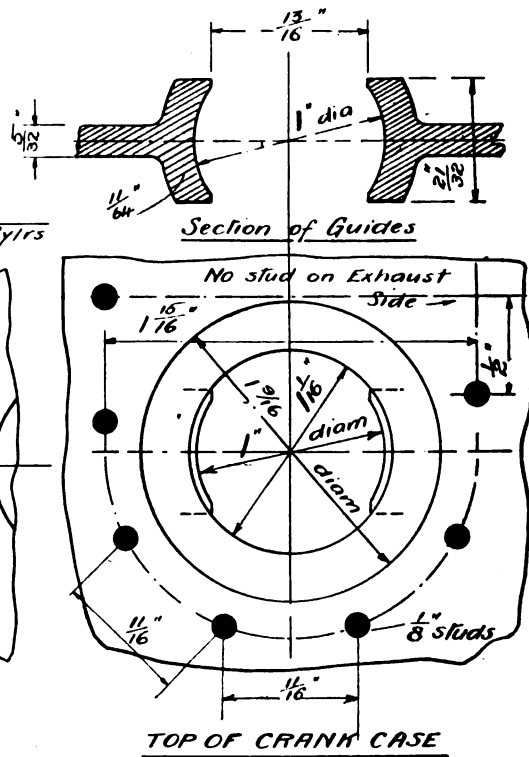 13/16"
5/32"
1" dia
11/64"
21/32"
Section of Guides
ylrs
No stud on Exhaust
Side
1 15/16"
1/2"
1 9/16
1 1/16"
1" diam
diam
11/16"
1/8" studs
11/16"
TOP OF CRANK CASE